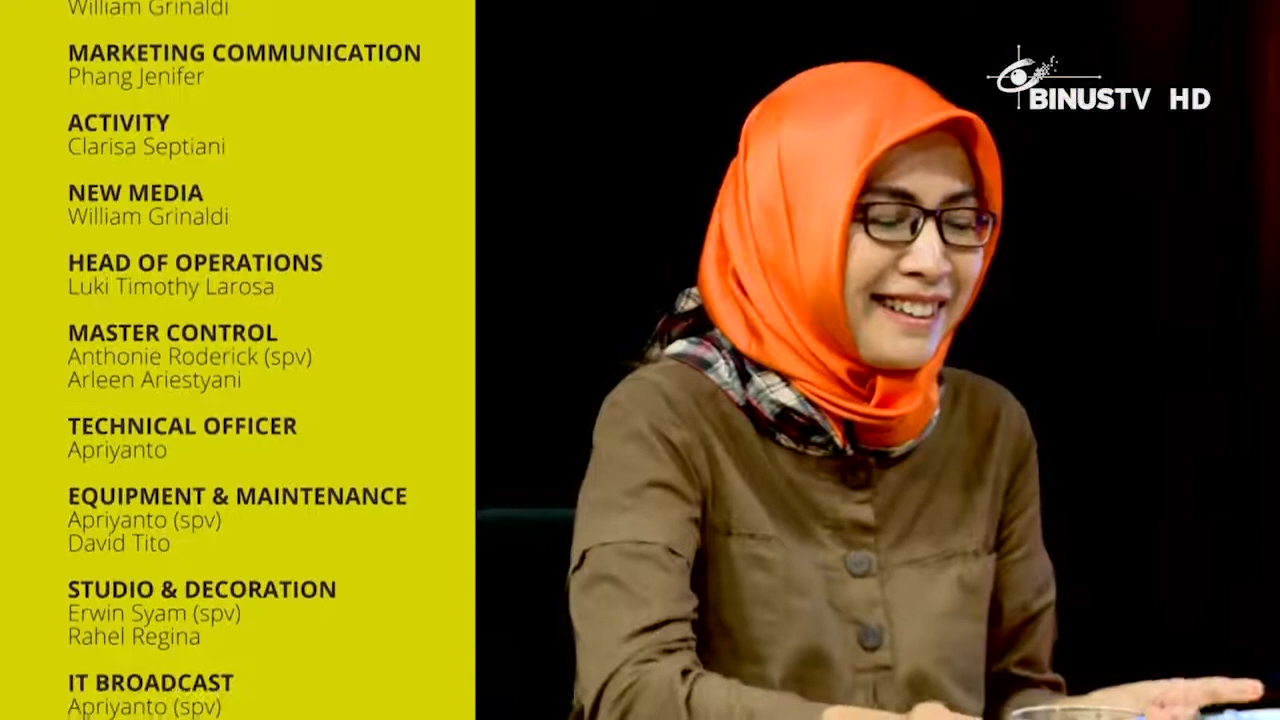 William Grinaldi
MARKETING COMMUNICATION
Phang Jenifer
ACTIVITY
Clarisa Septiani
NEW MEDIA
William Grinaldi
HEAD OF OPERATIONS
Luki Timothy Larosa
MASTER CONTROL
Anthonie Roderick (spv)
Arleen Ariestyani
TECHNICAL OFFICER
Apriyanto
EQUIPMENT & MAINTENANCE
Apriyanto (spv)
David Tito
STUDIO & DECORATION
Erwin Syam (spv)
Rahel Regina
IT BROADCAST
Apriyanto (spv)
BINUSTV HD